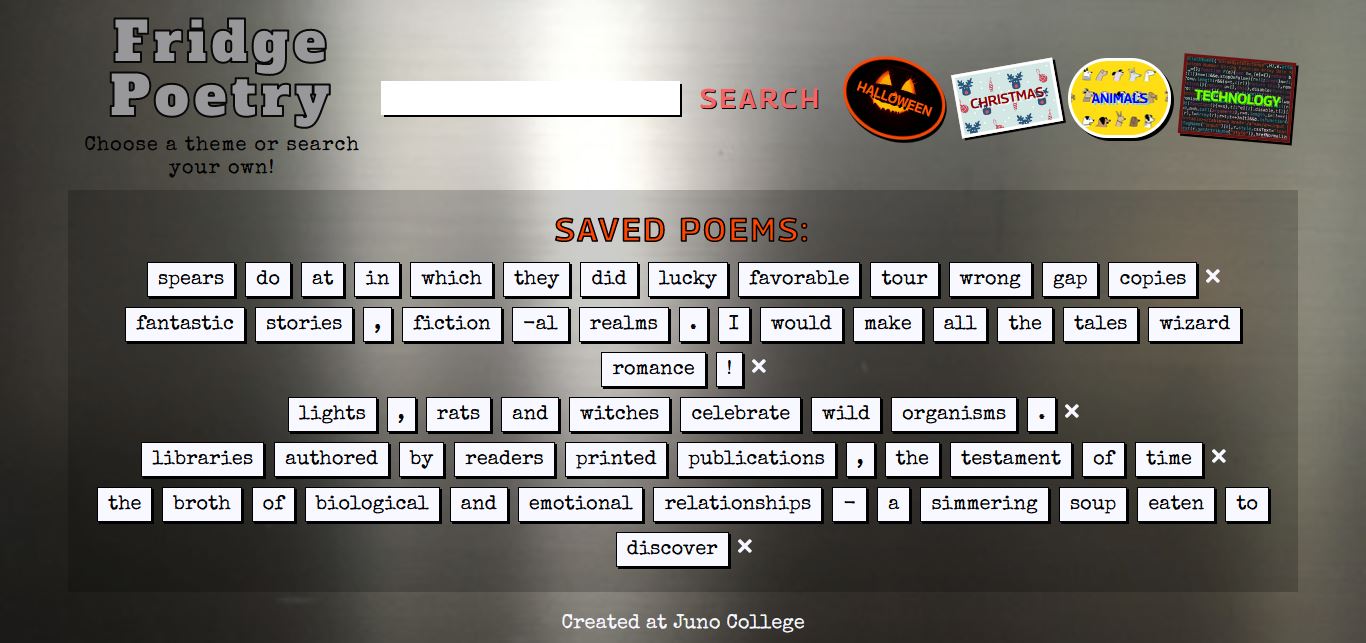 Fridge
Poetry
Choose a theme or search
your own!
SEARCH
HALLOWEEN
CHRISTMAS
ANIMALS
TECHNOLOGY
SAVED POEMS:
spears do at in which they did lucky favorable tour wrong gap copies ×
fantastic stories , fiction -al realms . I would make all the tales wizard
romance ! ×
lights , rats and witches celebrate wild organisms . ×
libraries authored by readers printed publications , the testament of time ×
the broth of biological and emotional relationships - a simmering soup eaten to
discover ×
Created at Juno College